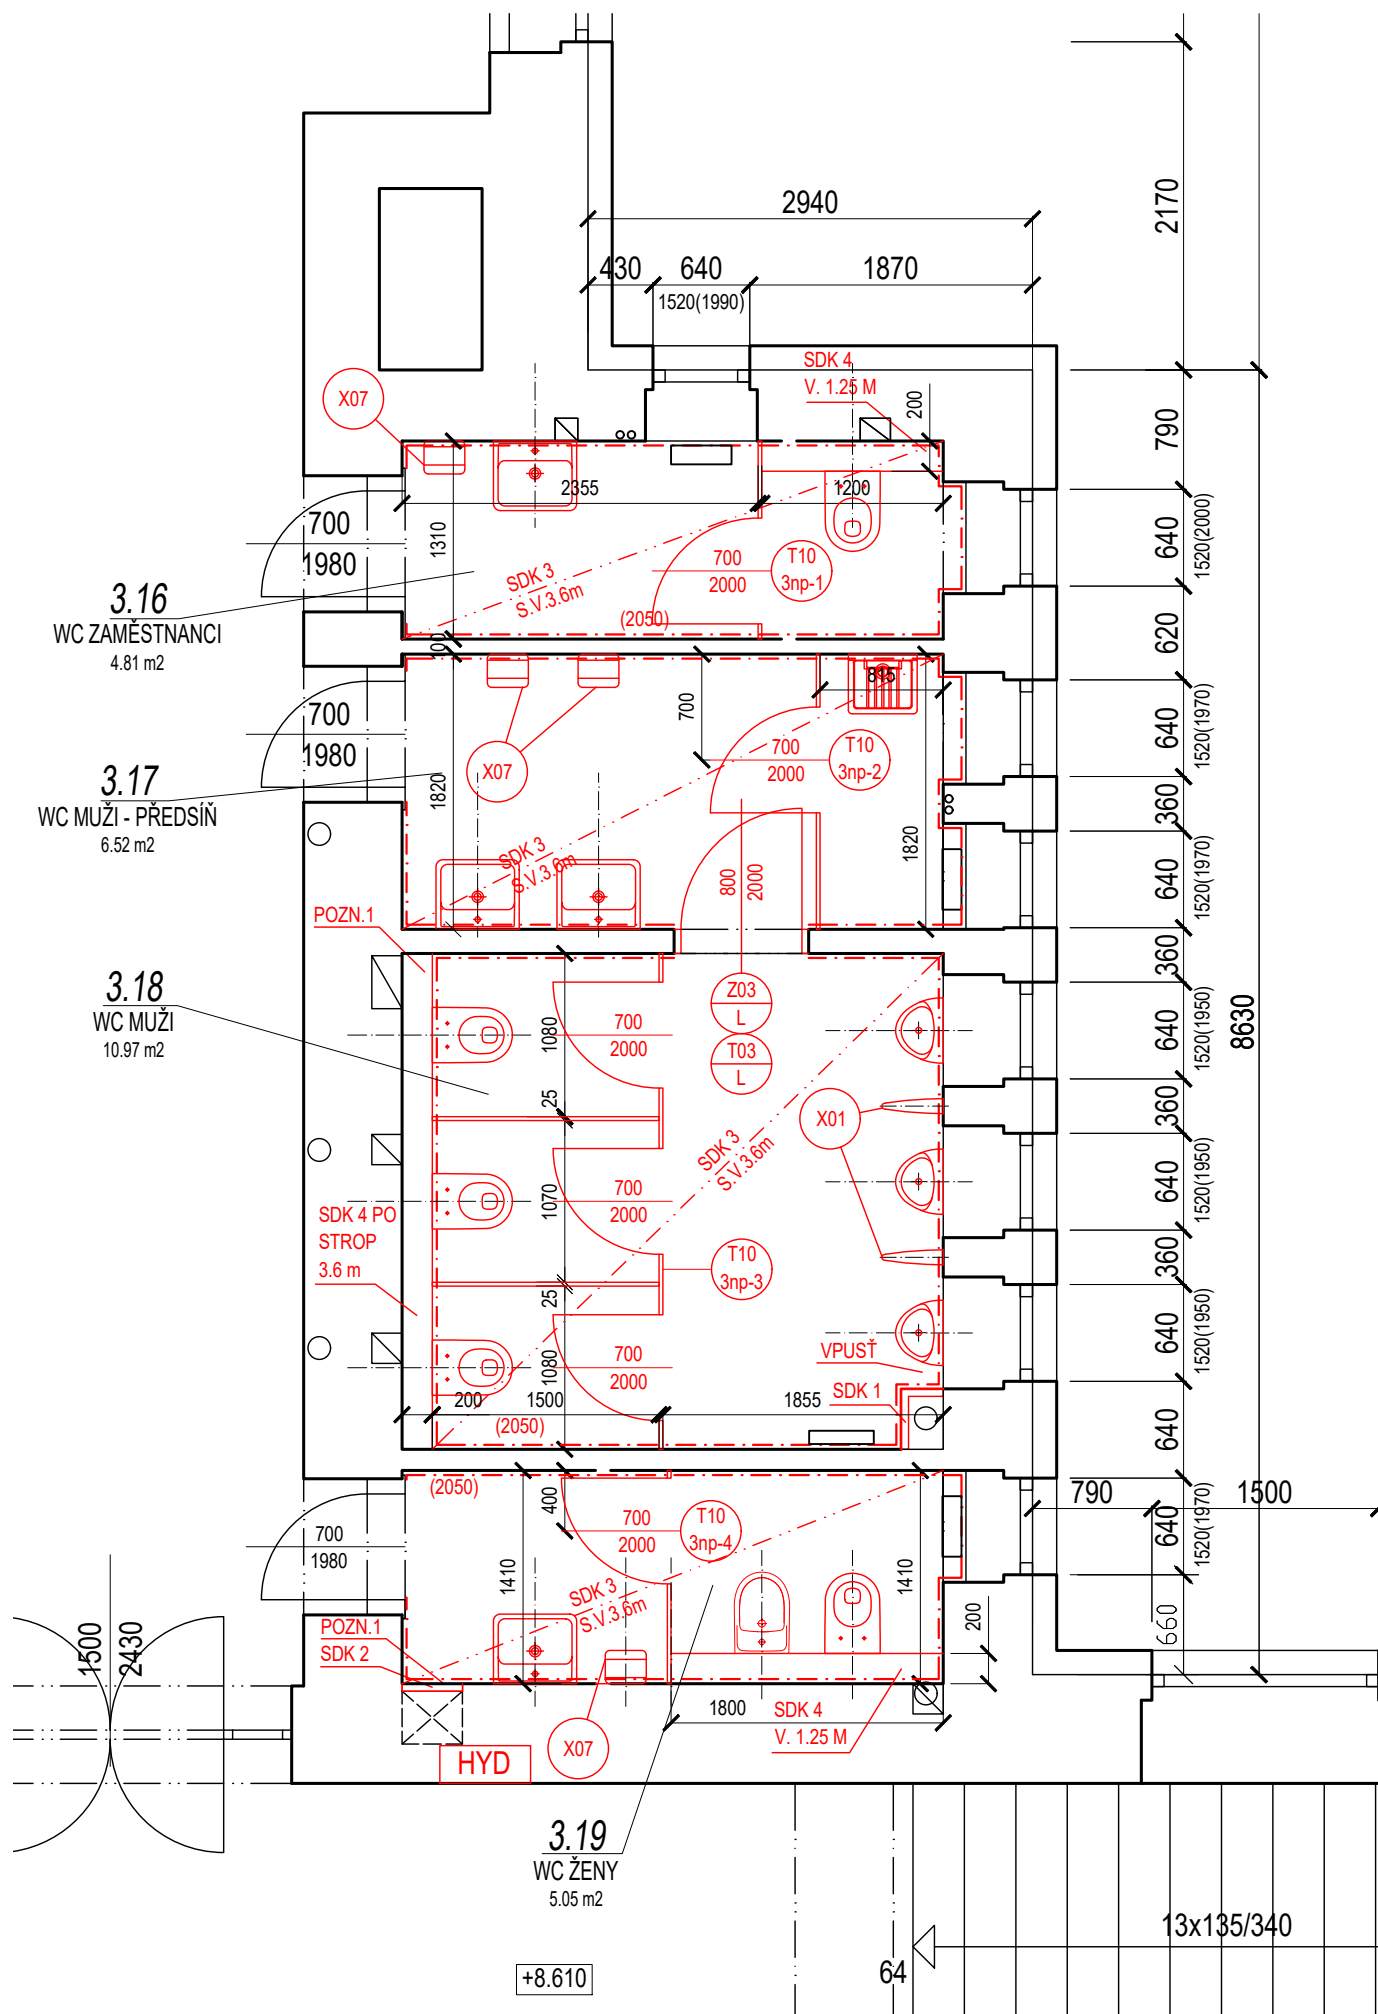 2940
2170
430
640
1870
1520(1990)
SDK 4
V. 1.25 M
200
X07
790
2355
1200
700
1980
1310
SDK 3
S.V.3.6m
700
2000
T10
3np-1
(2050)
640
1520(2000)
3.16
WC ZAMĚSTNANCI
4.81 m2
100
620
815
700
700
1980
X07
700
2000
T10
3np-2
640
1520(1970)
3.17
WC MUŽI - PŘEDSÍŇ
6.52 m2
1820
360
SDK 3
S.V.3.6m
800
2000
1820
640
1520(1970)
POZN.1
360
3.18
WC MUŽI
10.97 m2
1080
700
2000
Z03
L
T03
L
640
1520(1950)
8630
25
X01
360
SDK 3
S.V.3.6m
1070
700
2000
640
1520(1950)
SDK 4 PO
STROP
3.6 m
T10
3np-3
360
25
1080
700
2000
VPUSŤ
640
1520(1950)
200
1500
1855
SDK 1
(2050)
640
(2050)
400
700
2000
T10
3np-4
790
1500
700
1980
640
1520(1970)
1410
SDK 3
S.V.3.6m
1410
200
660
POZN.1
SDK 2
1500
2430
1800
SDK 4
V. 1.25 M
HYD
X07
3.19
WC ŽENY
5.05 m2
13x135/340
64
+8.610